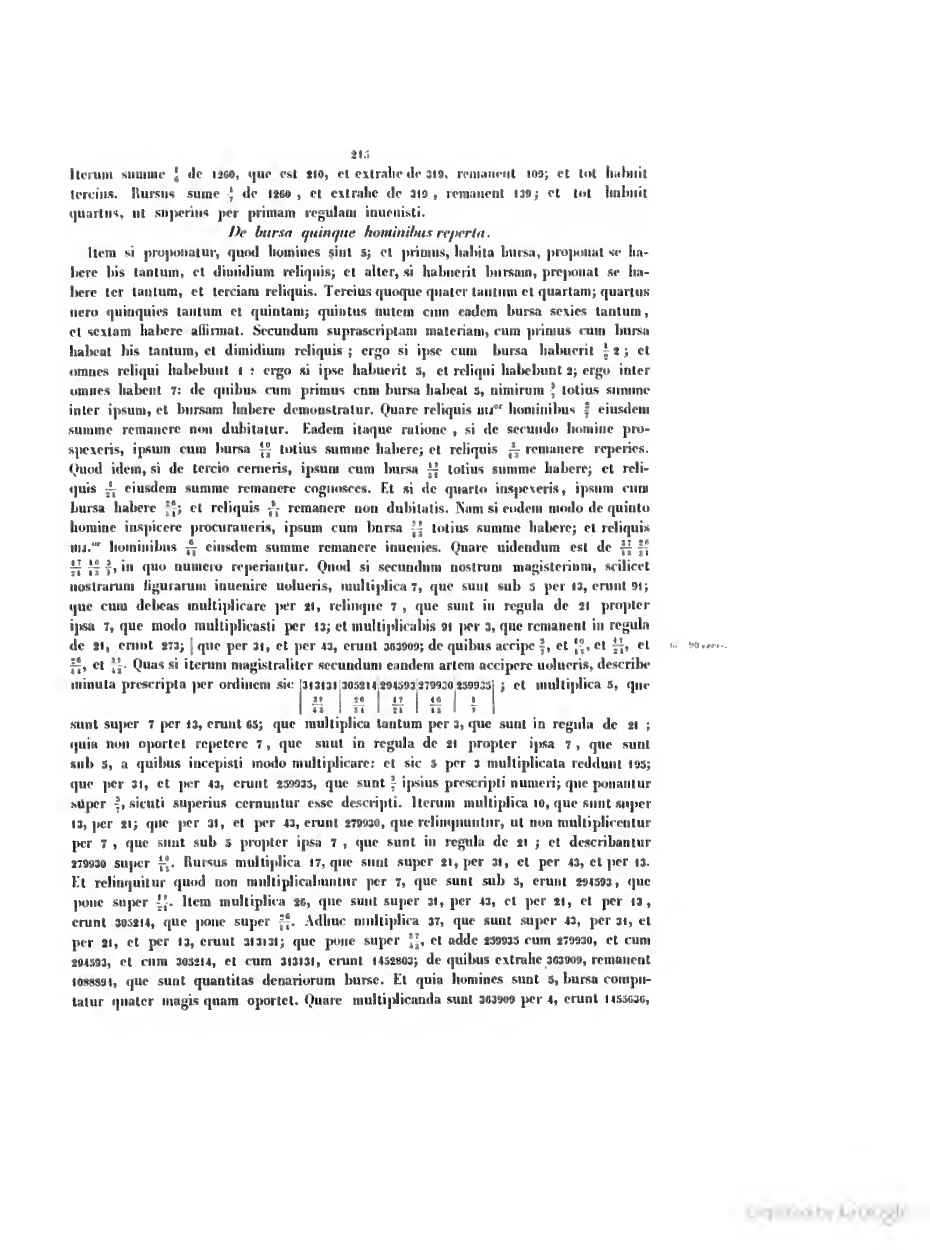 215
Iterum summe 1/6 de 1260, que est 210, et extrahe de 319, remanent 109; et tot habuit
tercius. Rursus sume 1/7 de 1260 , et extrahe de 319 , remanent 139; et tot habuit
quartus, ut superius per primam regulam inuenisti.
De bursa quinque hominibus reperta.
Item si proponatur, quod homines sint 5; et primus, habita bursa, proponat se ha-
bere bis tantum, et dimidium reliquis; et alter, si habuerit bursam, preponat se ha-
bere ter tantum, et terciam reliquis. Tercius quoque quater tantum et quartam; quartus
uero quinquies tantum et quintam; quintus autem cum eadem bursa sexies tantum,
et sextam habere affirmat. Secundum suprascriptam materiam, cum primus cum bursa
habeat bis tantum, et dimidium reliquis ; ergo si ipse cum bursa habuerit 1/2 2 ; et
omnes reliqui habebunt 1 : ergo si ipse habuerit 5, et reliqui habebunt 2; ergo inter
omnes habent 7: de quibus cum primus cum bursa habeat 5, nimirum 5/7 totius summe
inter ipsum, et bursam habere demonstratur. Quare reliquis IIIIor hominibus 2/7 eiusdem
summe remanere non dubitatur. Eadem itaque ratione , si de secundo homine pro-
spexeris, ipsum cum bursa 10/13 totius summe habere; et reliquis 3/13 remanere reperies.
Quod idem, si de tercio cerneris, ipsum cum bursa 17/21 totius summe habere; et reli-
quis 4/21 eiusdem summe remanere cognosces. Et si de quarto inspexeris, ipsum cum
bursa habere 26/31; et reliquis 5/31 remanere non dubitatis. Nam si eodem modo de quinto
homine inspicere procuraueris, ipsum cum bursa 37/43 totius summe habere; et reliquis
IIII.or hominibus 6/43 eiusdem summe remanere inuenies. Quare uidendum est de 37/43 26/31
17/21 10/13 5/7, in quo numero reperiantur. Quod si secundum nostrum magisterium, scilicet
nostrarum figurarum inuenire uolueris, multiplica 7, que sunt sub 5 per 13, erunt 91;
que cum debeas multiplicare per 21, relinque 7 , que sunt in regula de 21 propter
ipsa 7, que modo multiplicasti per 13; et multiplicabis 91 per 3, que remanent in regula
de 21, erunt 273; | que per 31, et per 43, erunt 363909; de quibus accipe 5/7, et 10/13, et 17/21, et
26/31, et 37/43. Quas si iterum magistraliter secundum eandem artem accipere uolueris, describe
minuta prescripta per ordinem sic |313131|305214|294593|279930|259935| ; et multiplica 5, que
37/43 | 26/31 | 17/21 | 10/13 | 5/7
sunt super 7 per 13, erunt 65; que multiplica tantum per 3, que sunt in regula de 21 ;
quia non oportet repetere 7 , que sunt in regula de 21 propter ipsa 7 , que sunt
sub 5, a quibus incepisti modo multiplicare: et sic 5 per 3 multiplicata reddunt 195;
que per 31, et per 43, erunt 259935, que sunt 5/7 ipsius prescripti numeri; que ponantur
super 5/7, sicuti superius cernuntur esse descripti. Iterum multiplica 10, que sunt super
13, per 21; que per 31, et per 43, erunt 279930, que relinquuntur, ut non multiplicentur
per 7 , que sunt sub 5 propter ipsa 7 , que sunt in regula de 21 ; et describantur
279930 super 10/13. Rursus multiplica 17, que sunt super 21, per 31, et per 43, et per 13.
Et relinquitur quod non multiplicabuntur per 7, que sunt sub 5, erunt 294593, que
pone super 17/21. Item multiplica 26, que sunt super 31, per 43, et per 21, et per 13 ,
erunt 305214, que pone super 26/31. Adhuc multiplica 37, que sunt super 43, per 31, et
per 21, et per 13, erunt 313131; que pone super 37/43, et adde 259935 cum 279930, et cum
294593, et cum 305214, et cum 313131, erunt 1452803; de quibus extrahe 363909, remanent
1088894, que sunt quantitas denariorum burse. Et quia homines sunt 5, bursa compu-
tatur quater magis quam oportet. Quare multiplicanda sunt 363909 per 4, erunt 1455636,
Digitized by Google